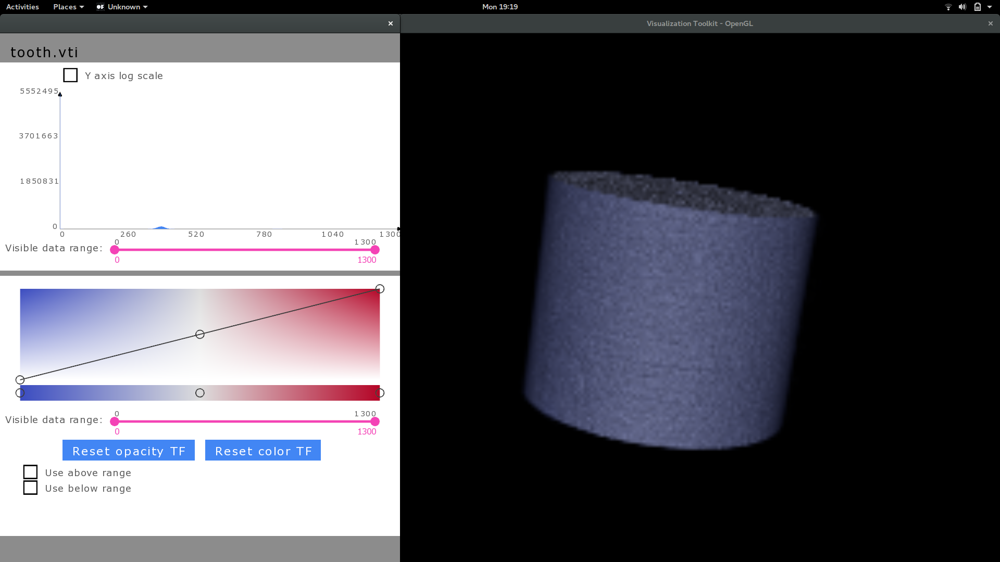 Activities Places Unknown Mon 19:19
Visualization Toolkit - OpenGL
tooth.vti
Y axis log scale
5552495
3701663
1850831
0
0 260 520 780 1040 1300
0 1300
Visible data range:
0 1300
0 1300
Visible data range:
0 1300
Reset opacity TF Reset color TF
Use above range
Use below range